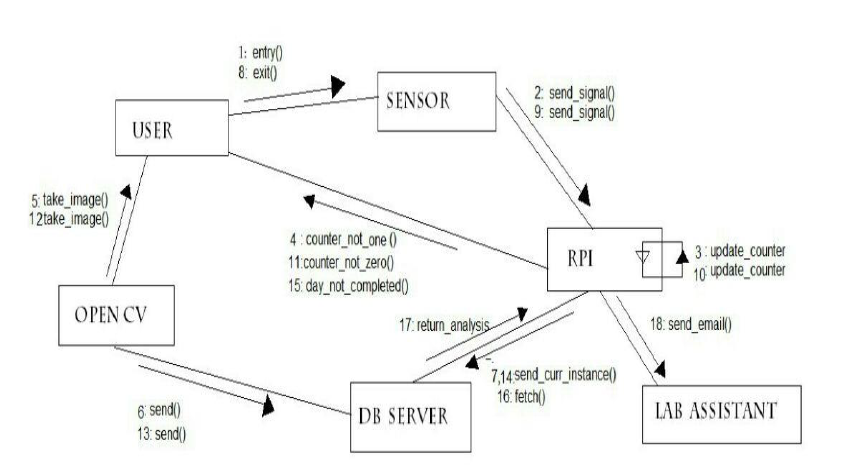 1: entry()
8: exit()
SENSOR
2: send_signal()
9: send_signal()
USER
5: take_image()
12take_image()
4 : counter_not_one ()
11:counter_not_zero()
15: day_not_completed()
RPI
3 : update_counter
10: update_counter
OPEN CV
17: return_analysis
18: send_email()
7,14:send_curr_instance()
16: fetch()
6: send()
13: send()
DB SERVER
LAB ASSISTANT